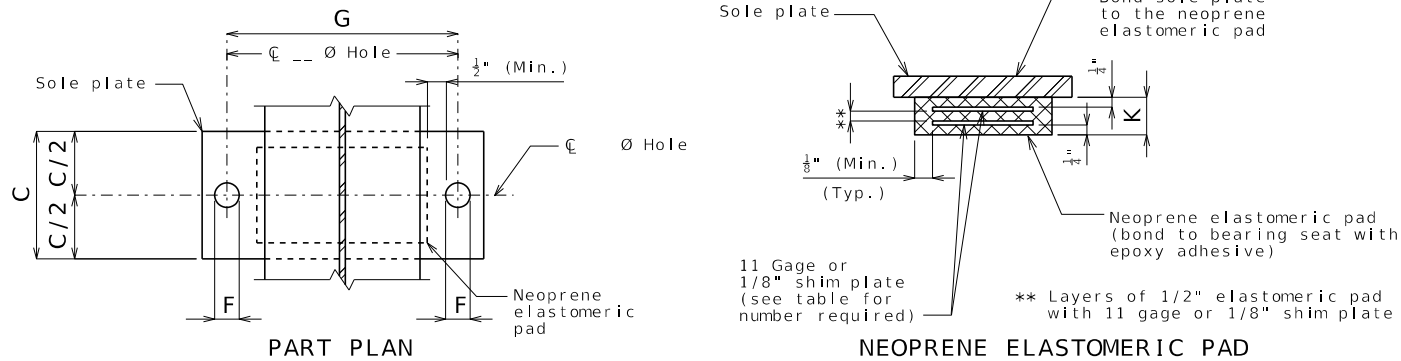 G
℄ __ Ø Hole
½" (Min.)
Sole plate
C
C/2
C/2
℄ Ø Hole
F
F
Neoprene
elastomeric
pad
PART PLAN
Sole plate
to the neoprene
elastomeric pad
¼"
K
¼"
**
⅛" (Min.)
(Typ.)
Neoprene elastomeric pad
(bond to bearing seat with
epoxy adhesive)
11 Gage or
1/8" shim plate
(see table for
number required)
** Layers of 1/2" elastomeric pad
with 11 gage or 1/8" shim plate
NEOPRENE ELASTOMERIC PAD